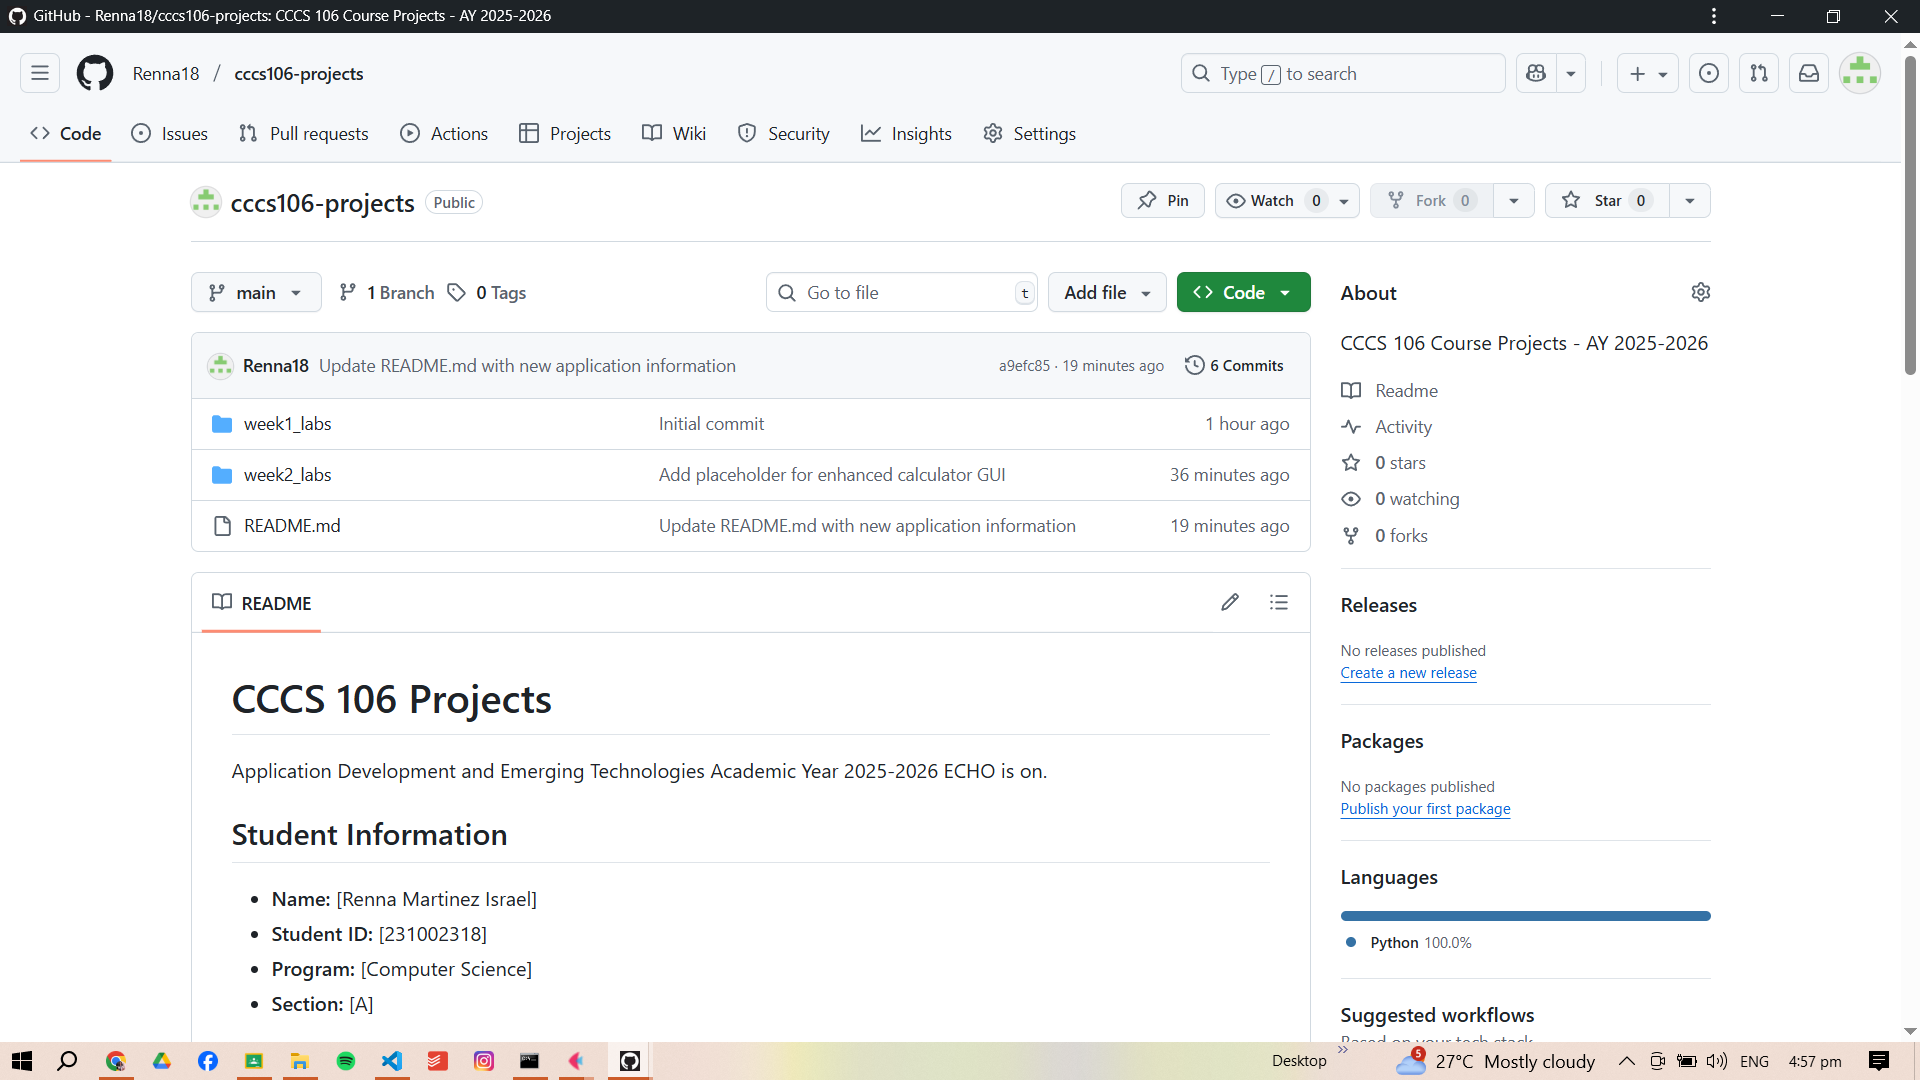 GitHub - Renna18/cccs106-projects: CCCS 106 Course Projects - AY 2025-2026
Renna18 / cccs106-projects
Type / to search
Code
Issues
Pull requests
Actions
Projects
Wiki
Security
Insights
Settings
cccs106-projects Public
Pin
Watch 0
Fork 0
Star 0
main
1 Branch
0 Tags
Go to file t
Add file
Code
Renna18 Update README.md with new application information a9efc85 · 19 minutes ago 6 Commits
week1_labs Initial commit 1 hour ago
week2_labs Add placeholder for enhanced calculator GUI 36 minutes ago
README.md Update README.md with new application information 19 minutes ago
README
CCCS 106 Projects
Application Development and Emerging Technologies Academic Year 2025-2026 ECHO is on.
Student Information
Name: [Renna Martinez Israel]
Student ID: [231002318]
Program: [Computer Science]
Section: [A]
About
CCCS 106 Course Projects - AY 2025-2026
Readme
Activity
0 stars
0 watching
0 forks
Releases
No releases published
Create a new release
Packages
No packages published
Publish your first package
Languages
Python 100.0%
Suggested workflows
Based on your tech stack
Desktop
5
27°C Mostly cloudy
ENG
4:57 pm